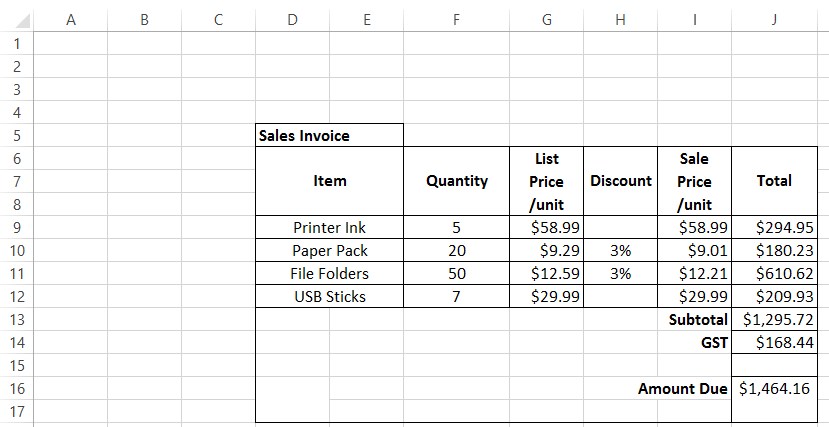 A B C D E F G H I J
1
2
3
4
5 Sales Invoice
6 List Sale
7 Item Quantity Price Discount Price Total
8 /unit /unit
9 Printer Ink 5 $58.99 $58.99 $294.95
10 Paper Pack 20 $9.29 3% $9.01 $180.23
11 File Folders 50 $12.59 3% $12.21 $610.62
12 USB Sticks 7 $29.99 $29.99 $209.93
13 Subtotal $1,295.72
14 GST $168.44
15
16 Amount Due $1,464.16
17